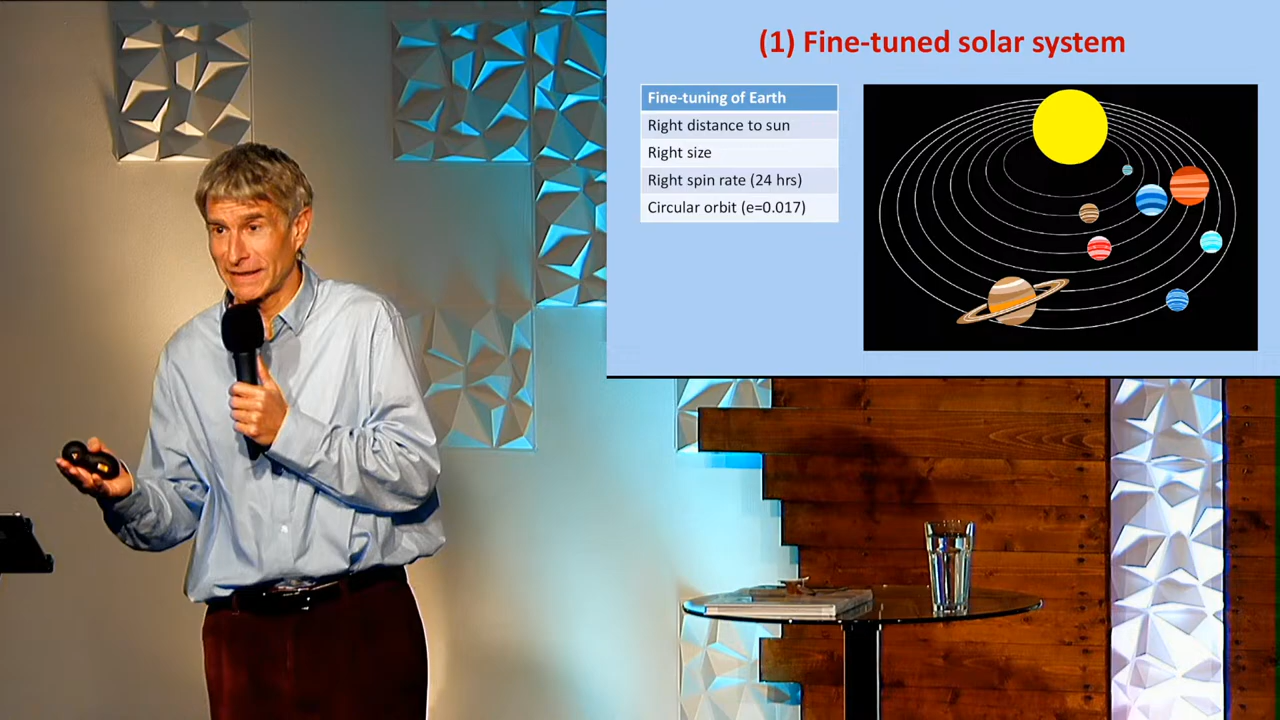 (1) Fine-tuned solar system
Fine-tuning of Earth
Right distance to sun
Right size
Right spin rate (24 hrs)
Circular orbit (e=0.017)